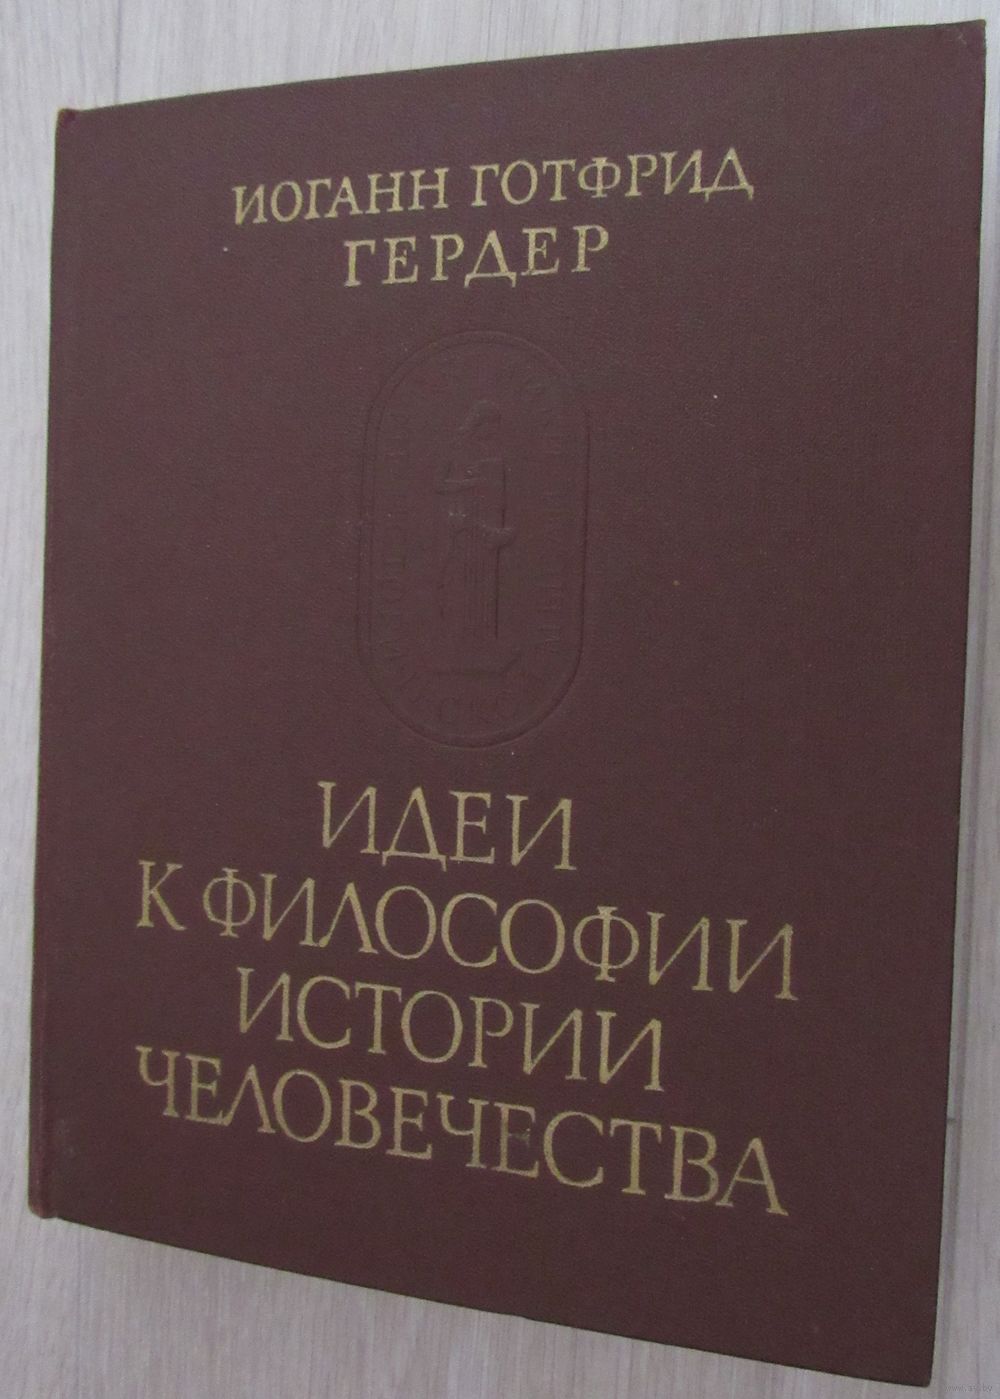 ИОГАНН ГОТФРИД
ГЕРДЕР
ИДЕИ
К ФИЛОСОФИИ
ИСТОРИИ
ЧЕЛОВЕЧЕСТВА